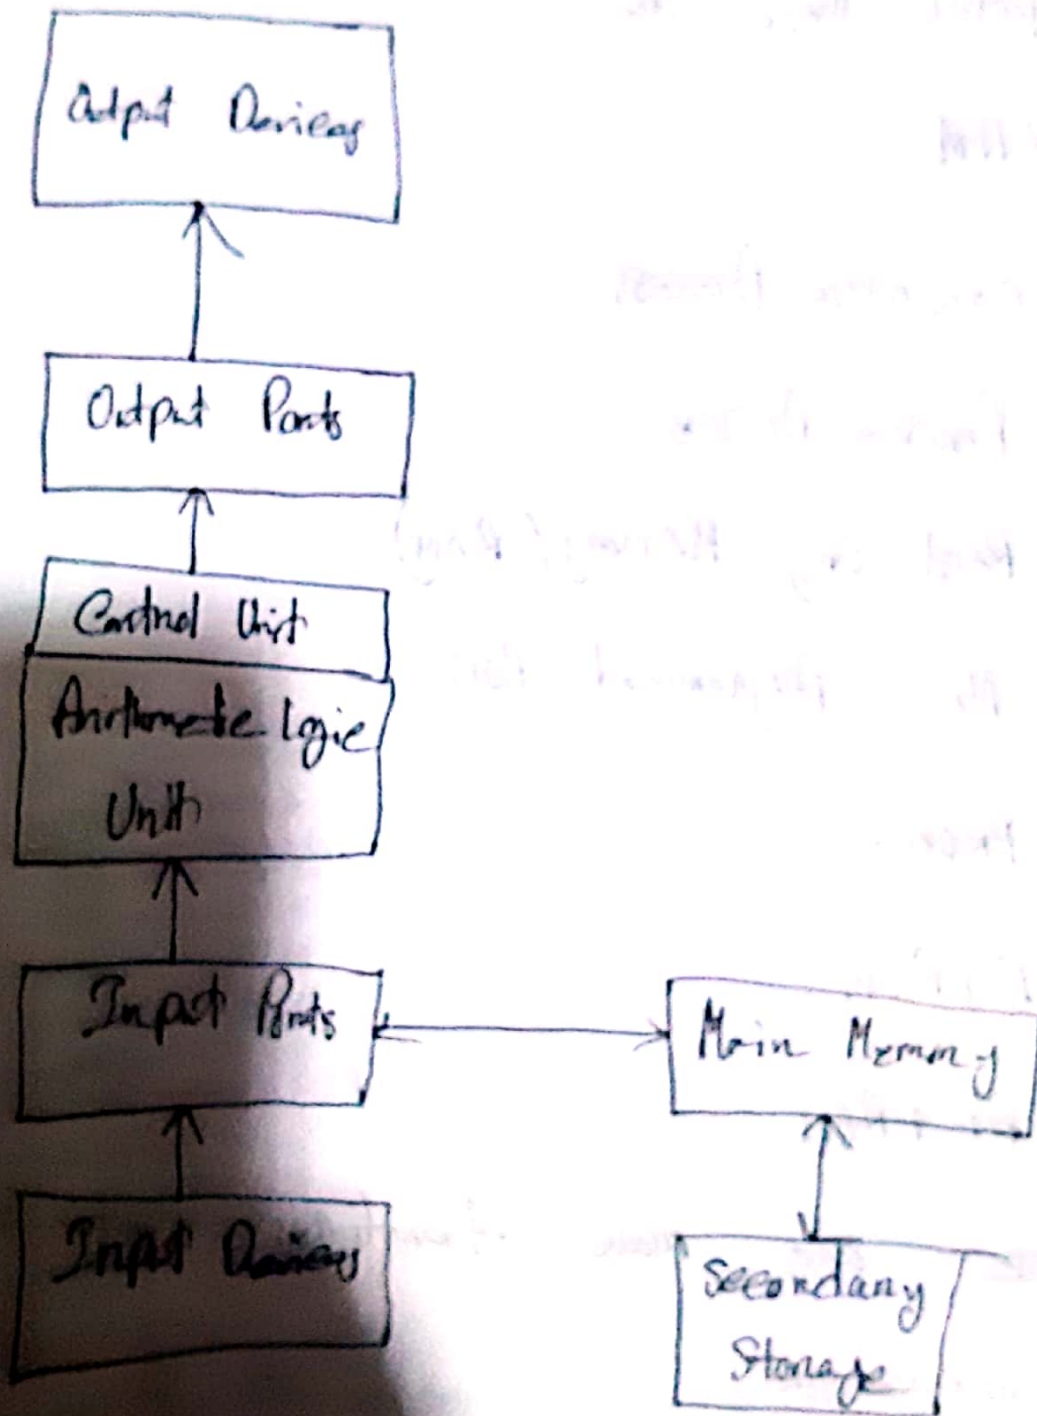 Output Devices
Output Ports
Control Unit
Arithmetic Logic
Unit
Input Ports
Main Memory
Input Devices
Secondary
Storage